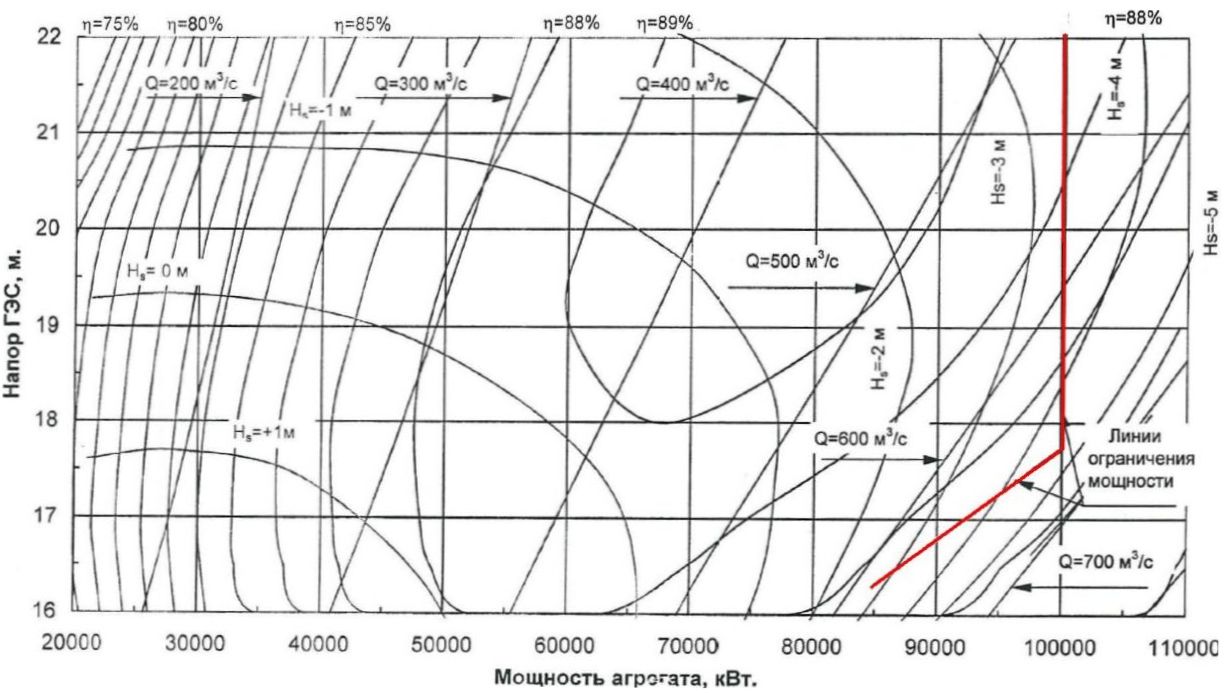 η=75% η=80% η=85% η=88% η=89% η=88%
22
Q=200 м³/с Q=300 м³/с Q=400 м³/с
Hₛ=-1 м
Hₛ=-4 м
21
Hs=-3 м
Hs=-5 м
20
Hₛ= 0 м
Q=500 м³/с
19
Hₛ=-2 м
18
Hₛ=+1м
Q=600 м³/с
Линии
ограничения
мощности
17
Q=700 м³/с
16
Напор ГЭС, м.
20000 30000 40000 50000 60000 70000 80000 90000 100000 110000
Мощность агрегата, кВт.